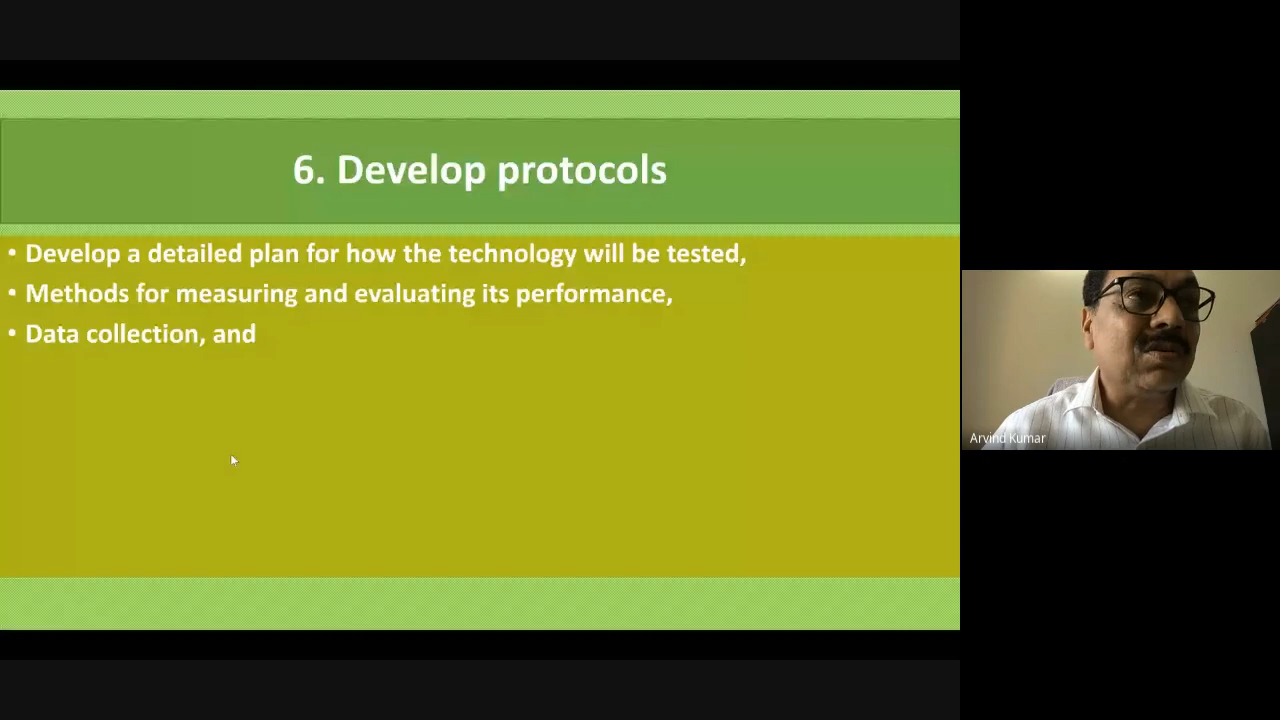 6. Develop protocols
• Develop a detailed plan for how the technology will be tested,
• Methods for measuring and evaluating its performance,
• Data collection, and
Arvind Kumar